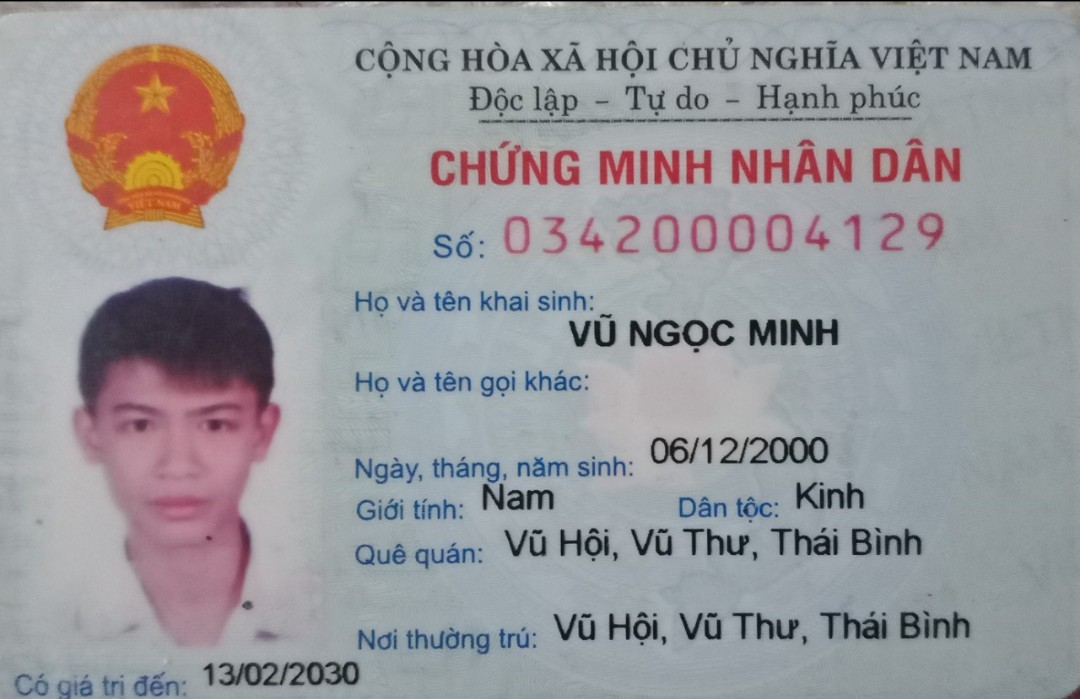 CỘNG HÒA XÃ HỘI CHỦ NGHĨA VIỆT NAM
Độc lập – Tự do – Hạnh phúc
CHỨNG MINH NHÂN DÂN
Số: 034200004129
Họ và tên khai sinh:
VŨ NGỌC MINH
Họ và tên gọi khác:
Ngày, tháng, năm sinh: 06/12/2000
Giới tính: Nam Dân tộc: Kinh
Quê quán: Vũ Hội, Vũ Thư, Thái Bình
Nơi thường trú: Vũ Hội, Vũ Thư, Thái Bình
Có giá trị đến: 13/02/2030
VIỆT NAM